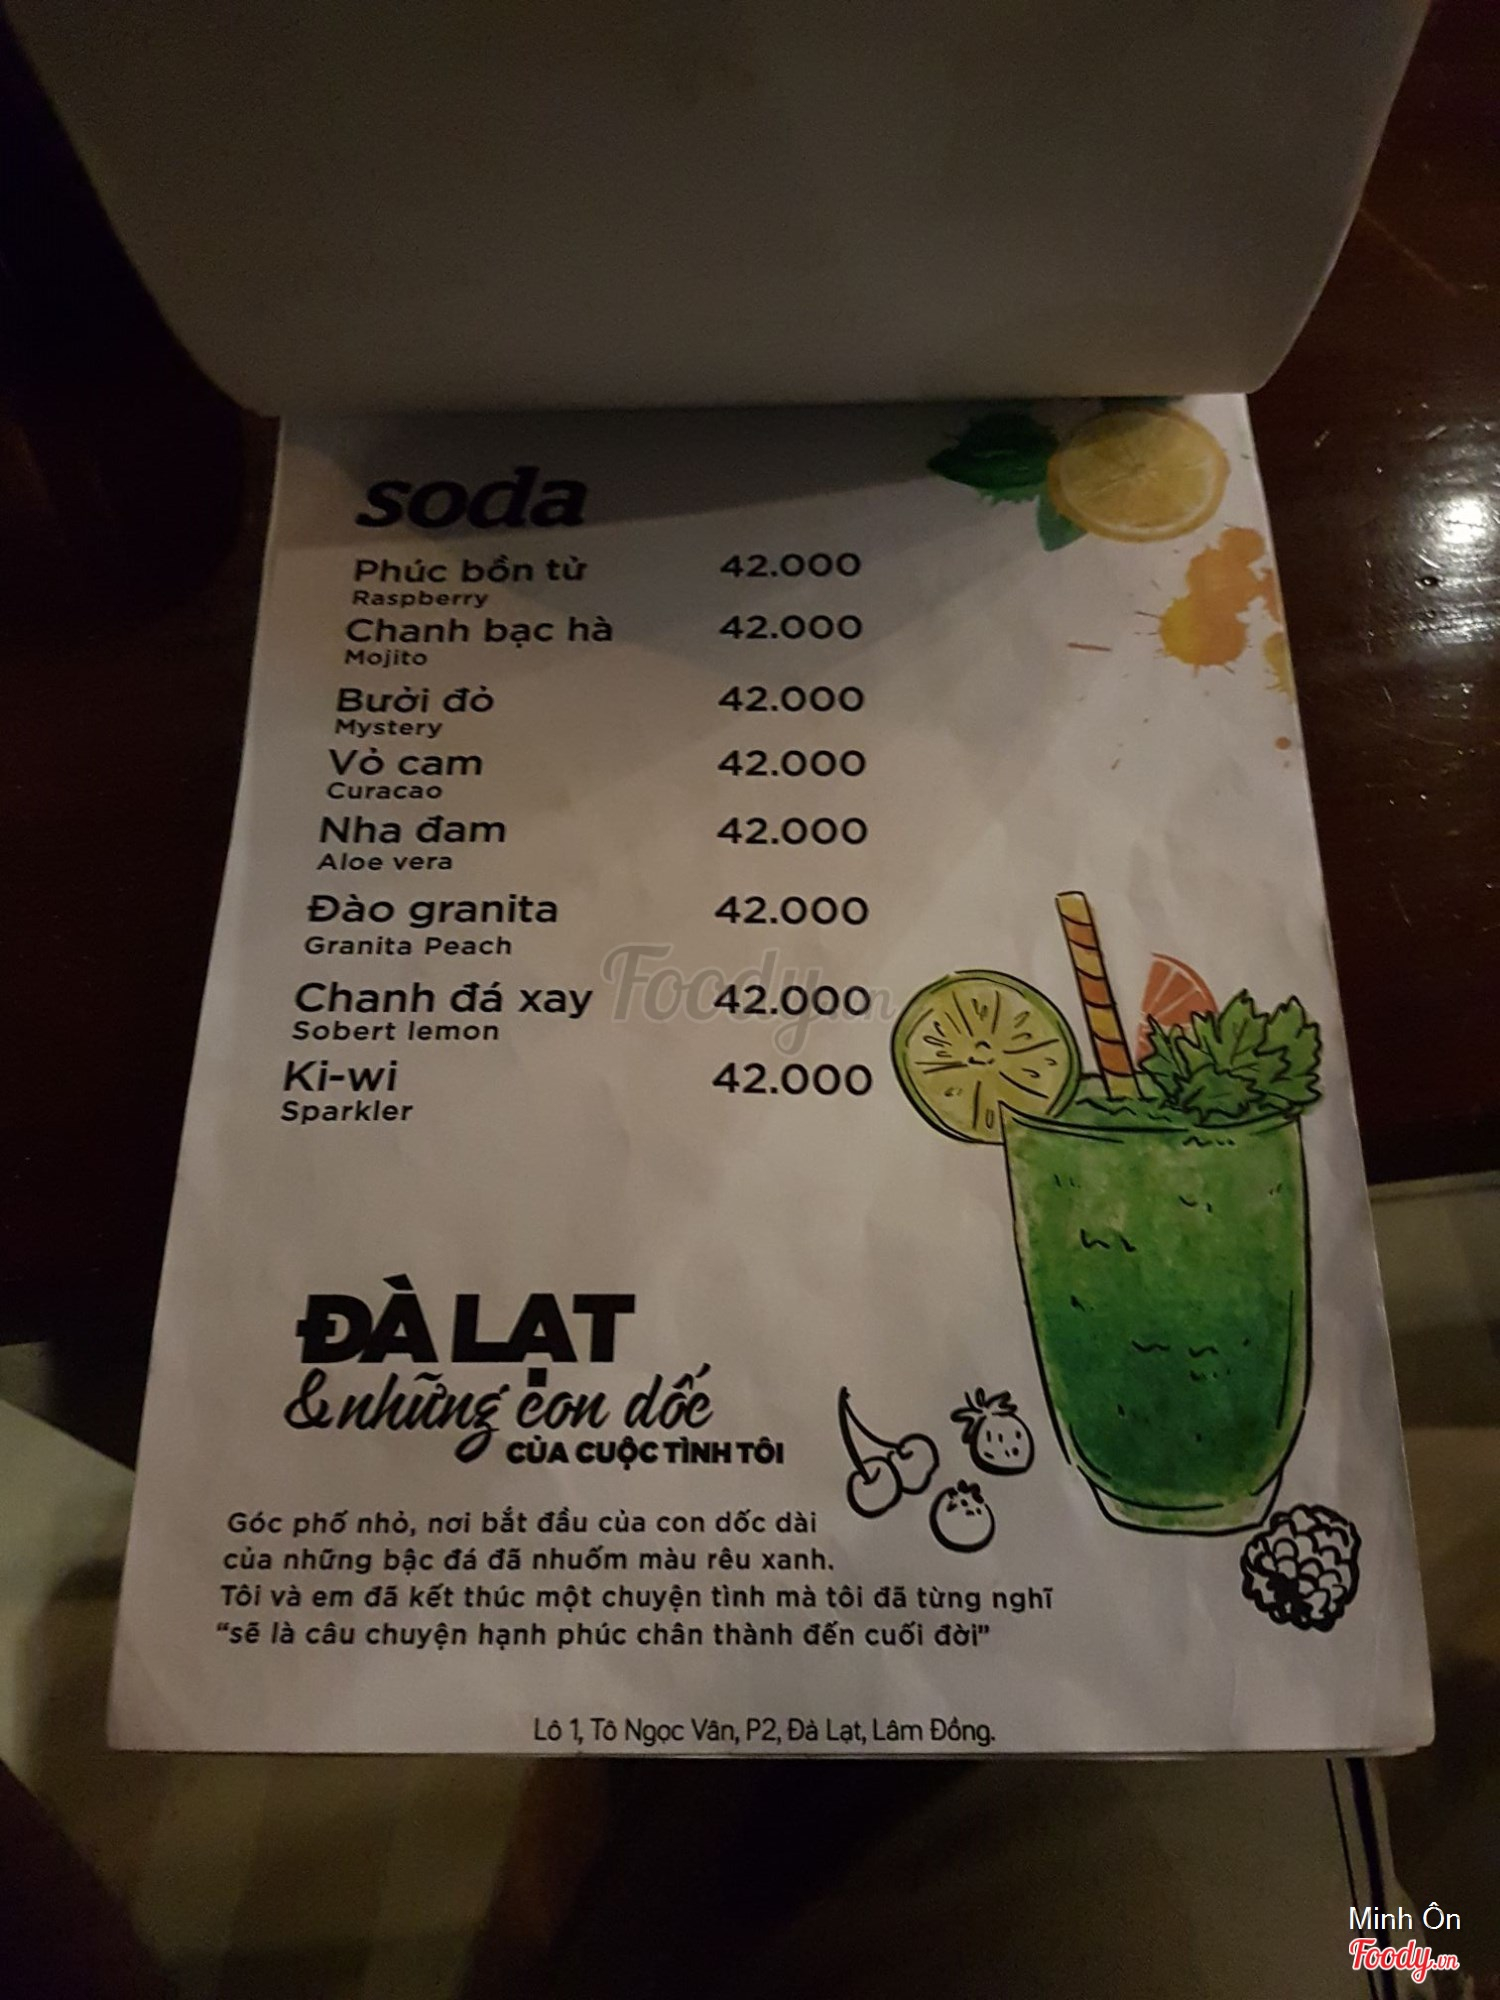 soda
Phúc bồn tử 42.000
Raspberry
Chanh bạc hà 42.000
Mojito
Bưởi đỏ 42.000
Mystery
Vỏ cam 42.000
Curacao
Nha đam 42.000
Aloe vera
Đào granita 42.000
Granita Peach
Chanh đá xay 42.000
Sobert lemon
Ki-wi 42.000
Sparkler
Foody.vn
ĐÀ LẠT
& những con dốc
CỦA CUỘC TÌNH TÔI
Góc phố nhỏ, nơi bắt đầu của con dốc dài
của những bậc đá đã nhuốm màu rêu xanh.
Tôi và em đã kết thúc một chuyện tình mà tôi đã từng nghĩ
“sẽ là câu chuyện hạnh phúc chân thành đến cuối đời”
Lô 1, Tô Ngọc Vân, P2, Đà Lạt, Lâm Đồng.
Minh Ôn
Foody.vn